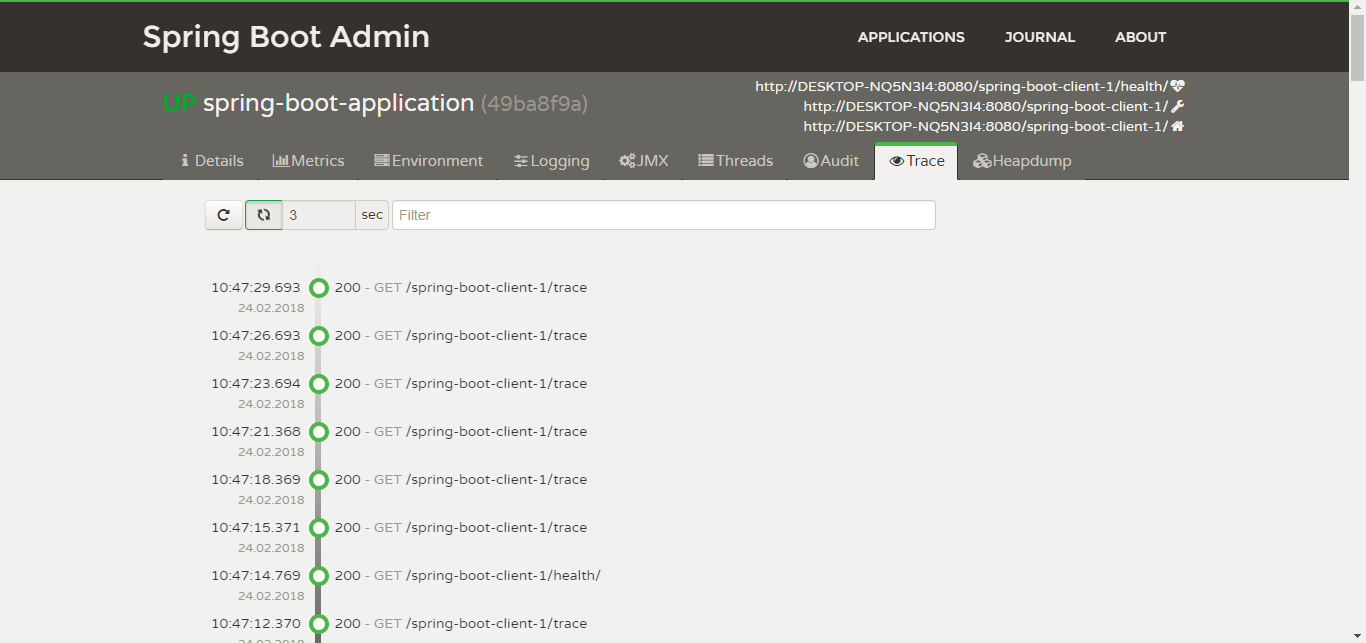 Spring Boot Admin
APPLICATIONS JOURNAL ABOUT
UP spring-boot-application (49ba8f9a)
http://DESKTOP-NQ5N3I4:8080/spring-boot-client-1/health/
http://DESKTOP-NQ5N3I4:8080/spring-boot-client-1/
http://DESKTOP-NQ5N3I4:8080/spring-boot-client-1/
Details Metrics Environment Logging JMX Threads Audit Trace Heapdump
3 sec Filter
10:47:29.693 200 - GET /spring-boot-client-1/trace
24.02.2018
10:47:26.693 200 - GET /spring-boot-client-1/trace
24.02.2018
10:47:23.694 200 - GET /spring-boot-client-1/trace
24.02.2018
10:47:21.368 200 - GET /spring-boot-client-1/trace
24.02.2018
10:47:18.369 200 - GET /spring-boot-client-1/trace
24.02.2018
10:47:15.371 200 - GET /spring-boot-client-1/trace
24.02.2018
10:47:14.769 200 - GET /spring-boot-client-1/health/
24.02.2018
10:47:12.370 200 - GET /spring-boot-client-1/trace
24.02.2018